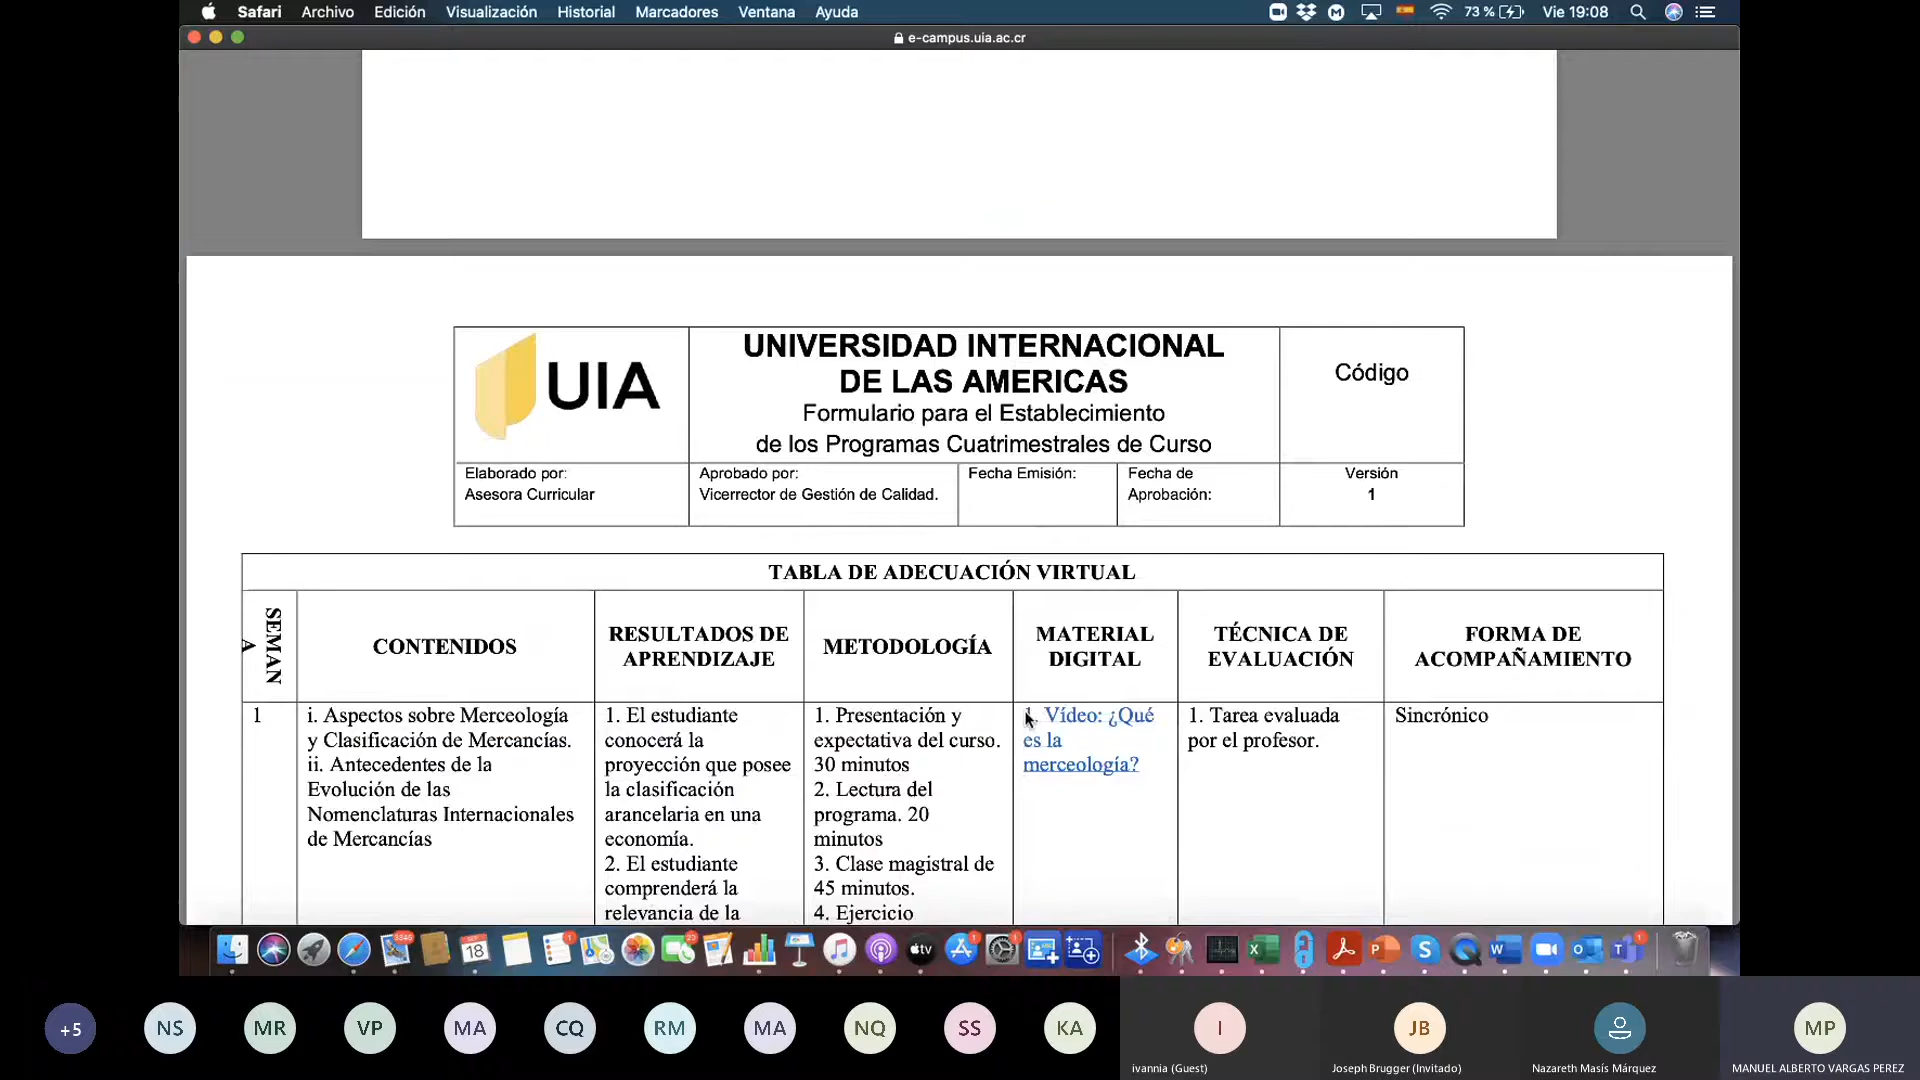 Safari Archivo Edición Visualización Historial Marcadores Ventana Ayuda 73 % Vie 19:08
e-campus.uia.ac.cr
UIA
UNIVERSIDAD INTERNACIONAL
DE LAS AMERICAS
Formulario para el Establecimiento
de los Programas Cuatrimestrales de Curso
Código
Elaborado por:
Asesora Curricular
Aprobado por:
Vicerrector de Gestión de Calidad.
Fecha Emisión:
Fecha de
Aprobación:
Versión
1
TABLA DE ADECUACIÓN VIRTUAL
SEMAN
A
CONTENIDOS
RESULTADOS DE
APRENDIZAJE
METODOLOGÍA
MATERIAL
DIGITAL
TÉCNICA DE
EVALUACIÓN
FORMA DE
ACOMPAÑAMIENTO
1
i. Aspectos sobre Merceología
y Clasificación de Mercancías.
ii. Antecedentes de la
Evolución de las
Nomenclaturas Internacionales
de Mercancías
1. El estudiante
conocerá la
proyección que posee
la clasificación
arancelaria en una
economía.
2. El estudiante
comprenderá la
relevancia de la
1. Presentación y
expectativa del curso.
30 minutos
2. Lectura del
programa. 20
minutos
3. Clase magistral de
45 minutos.
4. Ejercicio
1. Vídeo: ¿Qué
es la
merceología?
1. Tarea evaluada
por el profesor.
Sincrónico
18
tv
+5 NS MR VP MA CQ RM MA NQ SS KA I JB MP
ivannia (Guest) Joseph Brugger (Invitado) Nazareth Masís Márquez MANUEL ALBERTO VARGAS PEREZ